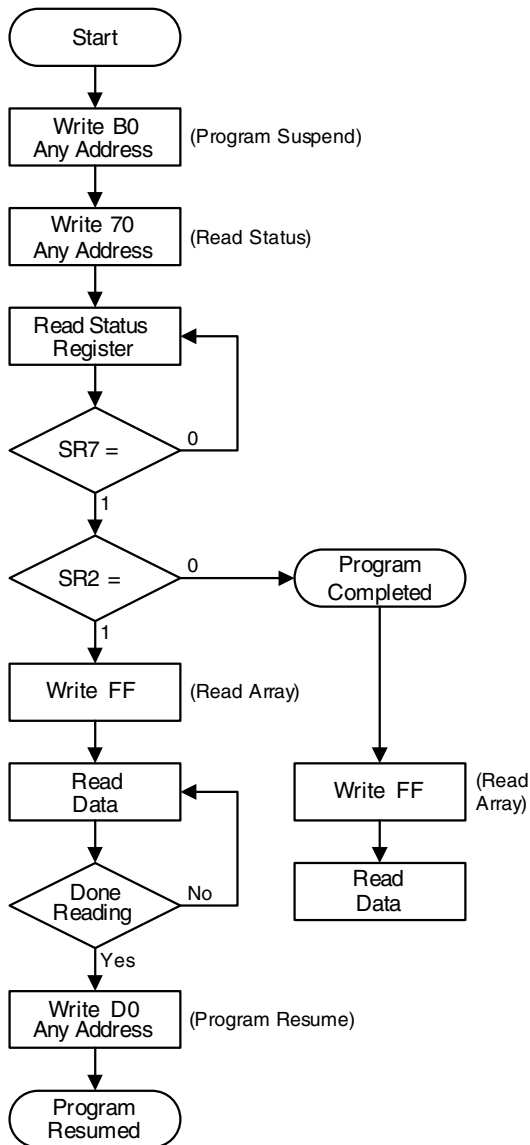 Start
Write B0
Any Address
(Program Suspend)
Write 70
Any Address
(Read Status)
Read Status
Register
SR7 =
0
1
SR2 =
0
Program
Completed
1
Write FF
(Read Array)
Read
Data
Write FF
(Read
Array)
Done
Reading
No
Read
Data
Yes
Write D0
Any Address
(Program Resume)
Program
Resumed